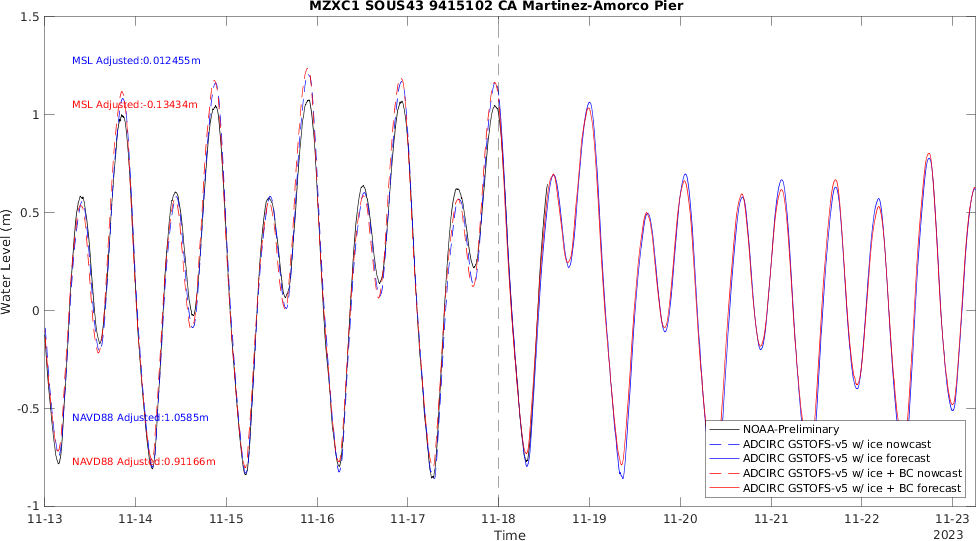 MZXC1 SOUS43 9415102 CA Martinez-Amorco Pier
1.5
1
0.5
0
-0.5
-1
Water Level (m)
MSL Adjusted:0.012455m
MSL Adjusted:-0.13434m
NAVD88 Adjusted:1.0585m
NAVD88 Adjusted:0.91166m
NOAA-Preliminary
ADCIRC GSTOFS-v5 w/ ice nowcast
ADCIRC GSTOFS-v5 w/ ice forecast
ADCIRC GSTOFS-v5 w/ ice + BC nowcast
ADCIRC GSTOFS-v5 w/ ice + BC forecast
11-13 11-14 11-15 11-16 11-17 11-18 11-19 11-20 11-21 11-22 11-23
2023
Time